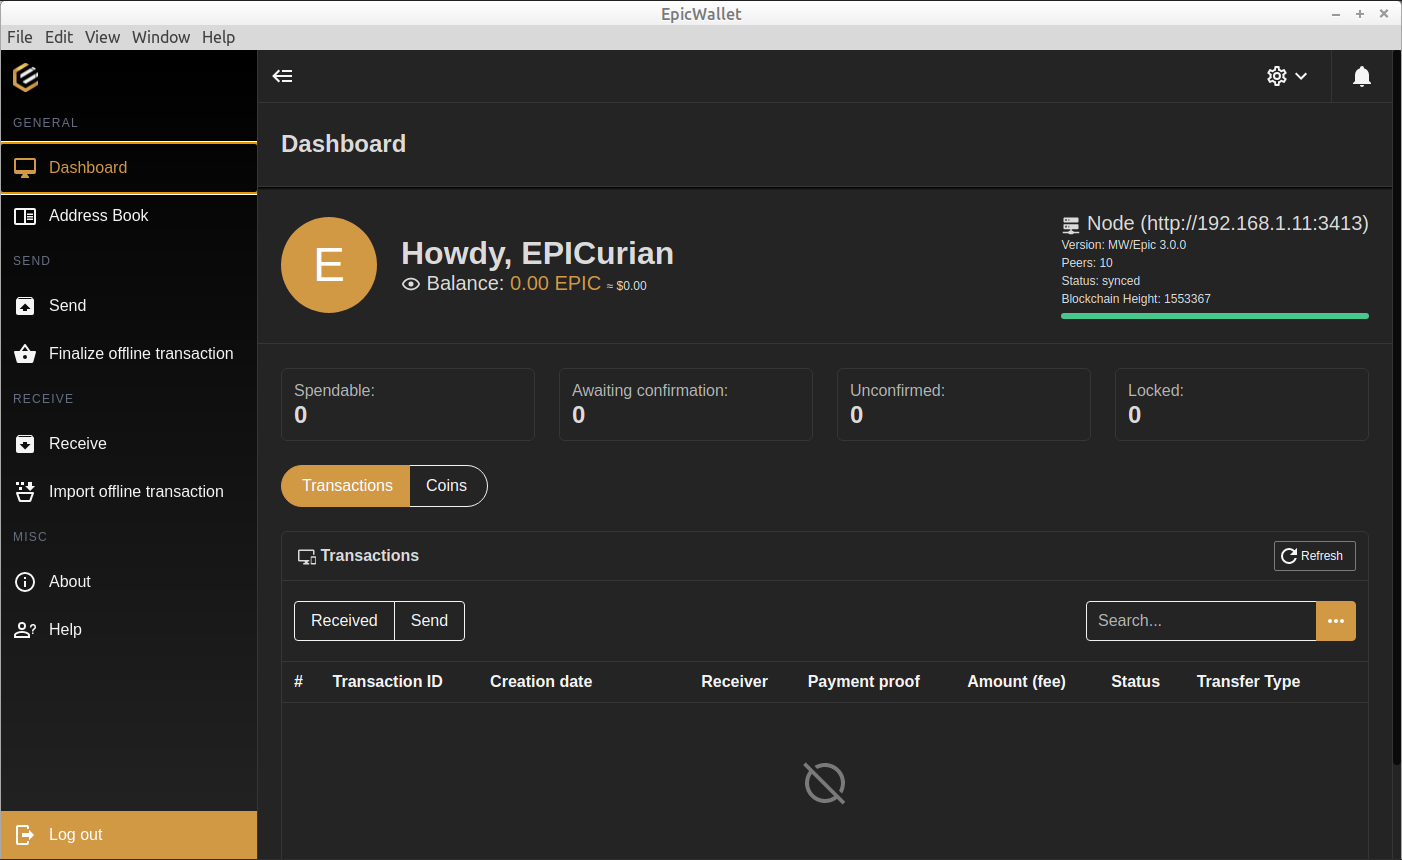 EpicWallet
File Edit View Window Help
GENERAL
Dashboard
Address Book
SEND
Send
Finalize offline transaction
RECEIVE
Receive
Import offline transaction
MISC
About
Help
Log out
Dashboard
E
Howdy, EPICurian
Balance: 0.00 EPIC ≈ $0.00
Node (http://192.168.1.11:3413)
Version: MW/Epic 3.0.0
Peers: 10
Status: synced
Blockchain Height: 1553367
Spendable:
0
Awaiting confirmation:
0
Unconfirmed:
0
Locked:
0
Transactions Coins
Transactions
Refresh
Received Send
Search...
# Transaction ID Creation date Receiver Payment proof Amount (fee) Status Transfer Type